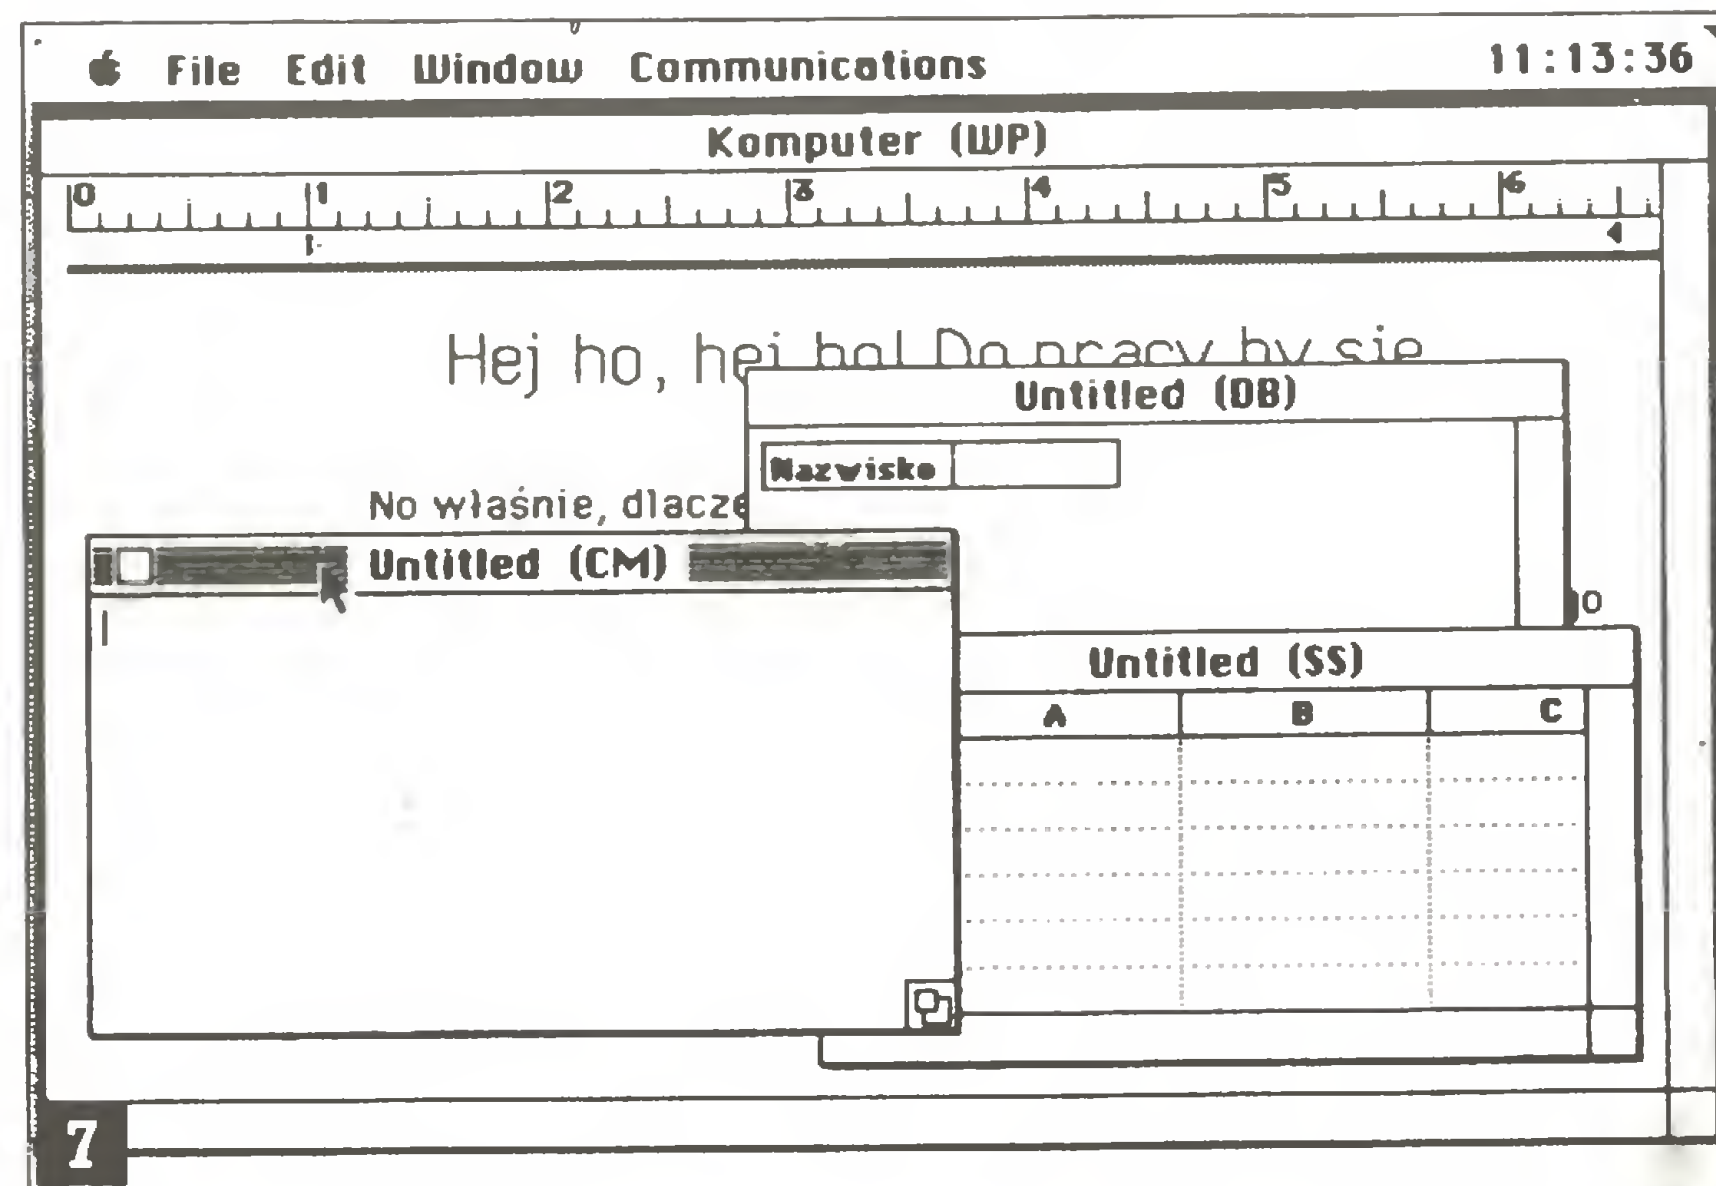 File Edit Window Communications 11:13:36
Komputer (WP)
0 1 2 3 4 5 6
Hej ho, hej ho! Do pracy by się
Untitled (DB)
Nazwisko
No właśnie, dlacze
Untitled (CM)
o
Untitled (SS)
A B C
7